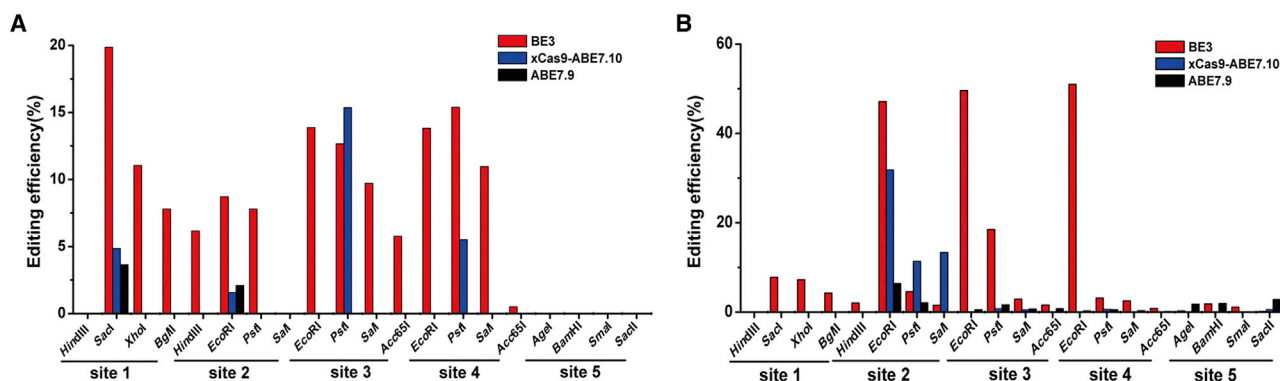 A
Editing efficiency(%)
20
15
10
5
0
BE3
xCas9-ABE7.10
ABE7.9
HindIII
SacI
XhoI
BglII
HindIII
EcoRI
PstI
SalI
EcoRI
PstI
SalI
Acc65I
EcoRI
PstI
SalI
Acc65I
AgeI
BamHI
SmaI
SacII
site 1
site 2
site 3
site 4
site 5
B
Editing efficiency(%)
60
40
20
0
BE3
xCas9-ABE7.10
ABE7.9
HindIII
SacI
XhoI
BglII
HindIII
EcoRI
PstI
SalI
EcoRI
PstI
SalI
Acc65I
EcoRI
PstI
SalI
Acc65I
AgeI
BamHI
SmaI
SacII
site 1
site 2
site 3
site 4
site 5